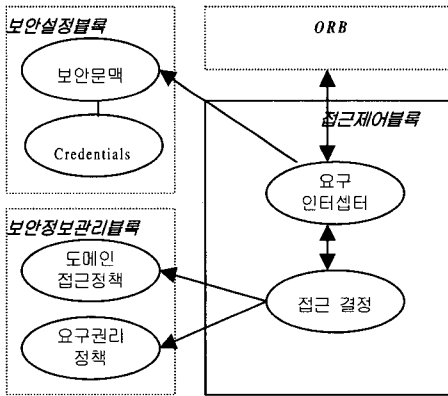 보안설정블록
보안문맥
Credentials
ORB
접근제어블록
요구
인터셉터
접근 결정
보안정보관리블록
도메인
접근정책
요구권리
정책